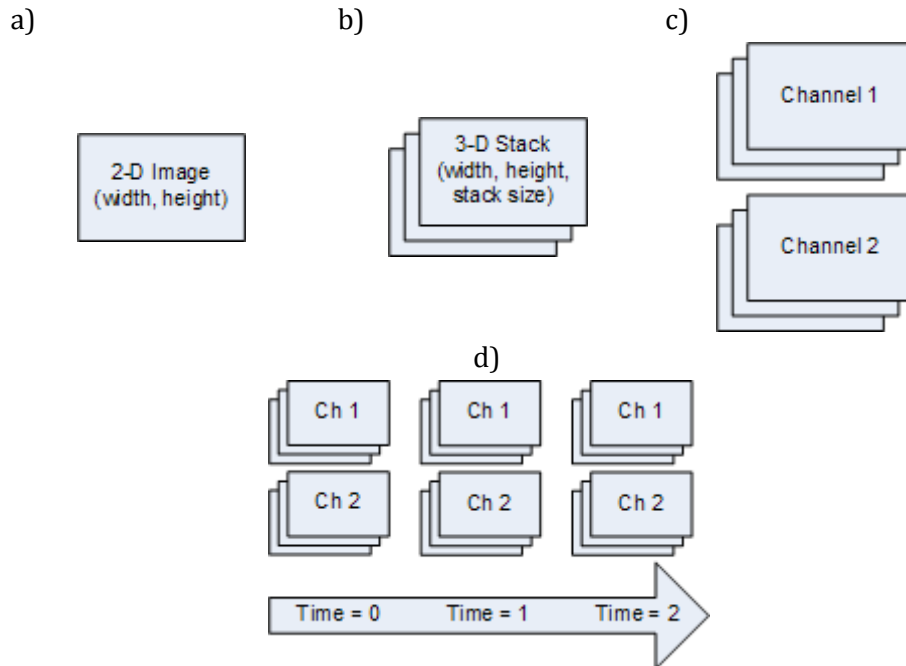 a)
b)
c)
2-D Image
(width, height)
3-D Stack
(width, height,
stack size)
Channel 1
Channel 2
d)
Ch 1
Ch 1
Ch 1
Ch 2
Ch 2
Ch 2
Time = 0
Time = 1
Time = 2